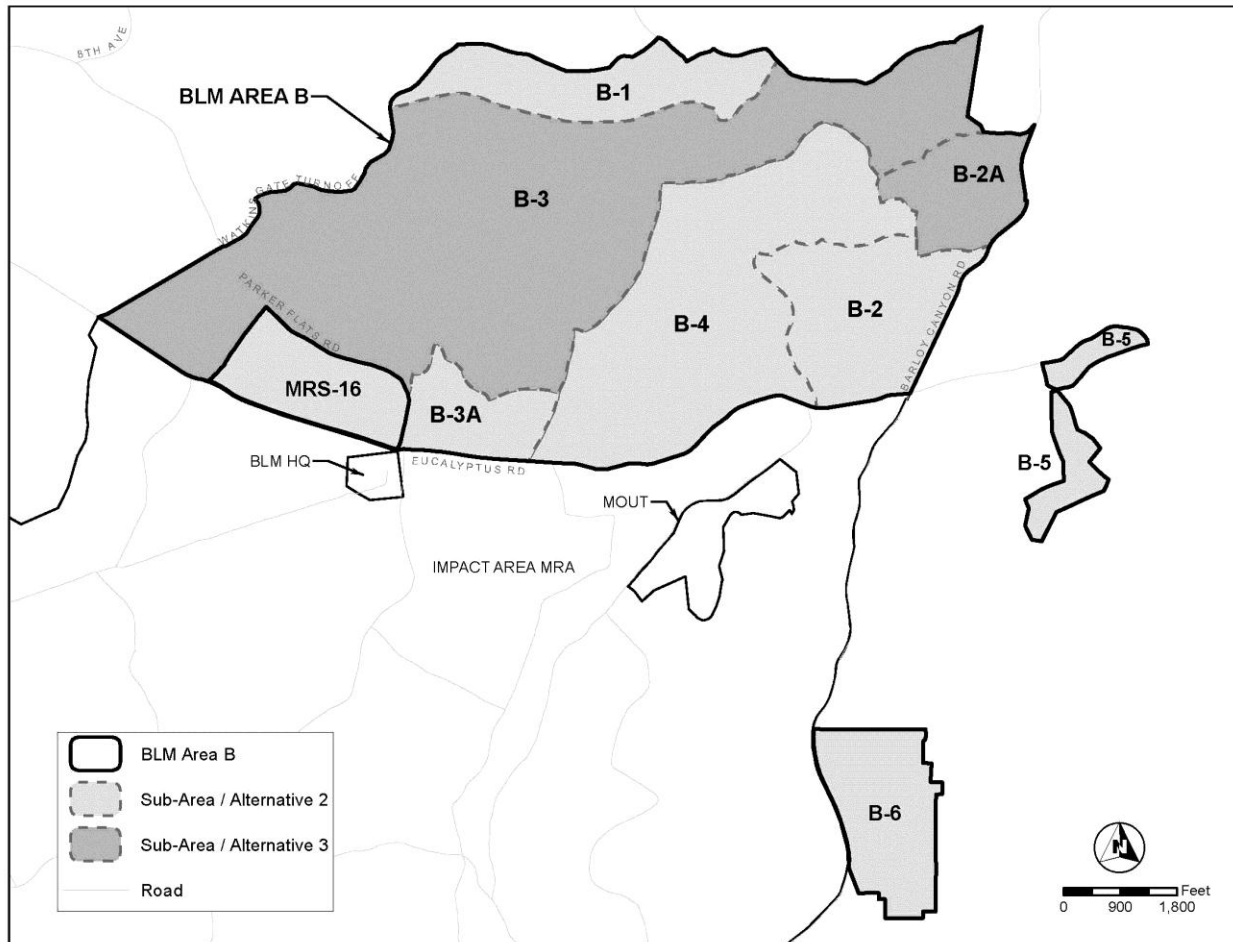 8TH AVE
BLM AREA B
B-1
B-2A
B-3
WATKINS GATE TURNOFF
PARKER FLATS RD
B-4
B-2
BARLOY CANYON RD
B-5
MRS-16
B-3A
BLM HQ
EUCALYPTUS RD
B-5
MOUT
IMPACT AREA MRA
BLM Area B
Sub-Area / Alternative 2
Sub-Area / Alternative 3
Road
B-6
N
Feet
0 900 1,800